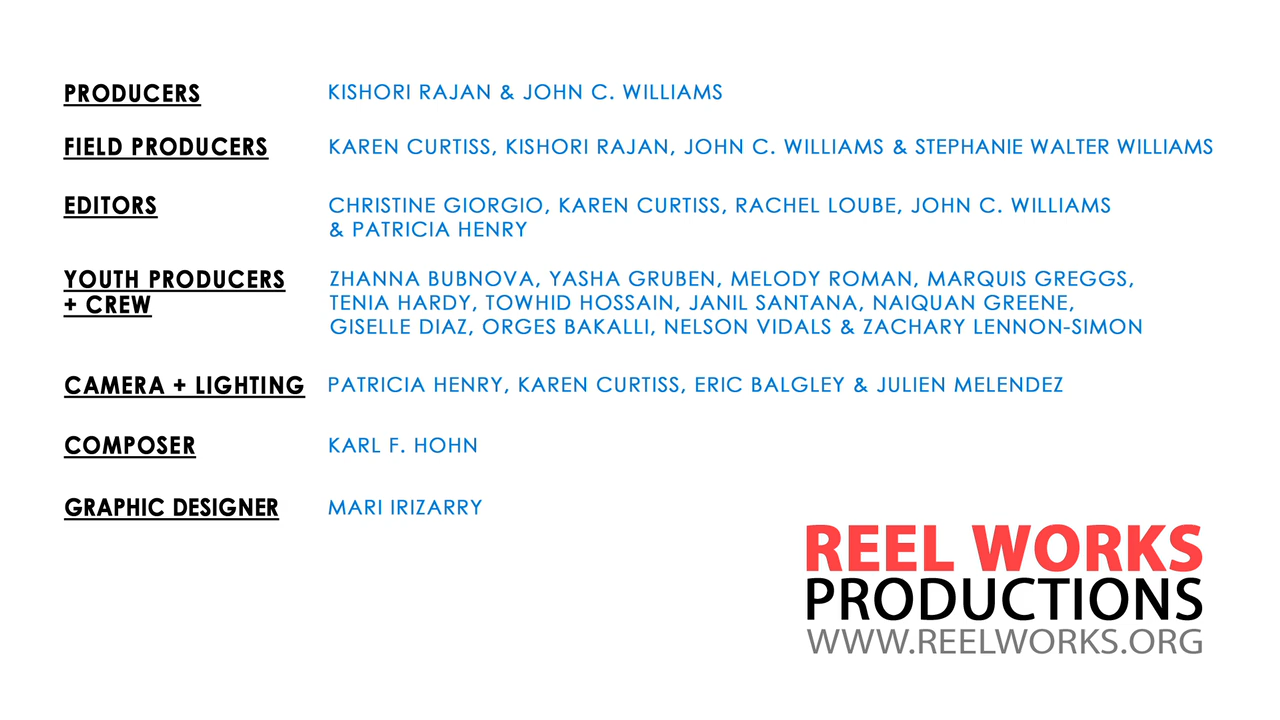 PRODUCERS KISHORI RAJAN & JOHN C. WILLIAMS
FIELD PRODUCERS KAREN CURTISS, KISHORI RAJAN, JOHN C. WILLIAMS & STEPHANIE WALTER WILLIAMS
EDITORS CHRISTINE GIORGIO, KAREN CURTISS, RACHEL LOUBE, JOHN C. WILLIAMS
& PATRICIA HENRY
YOUTH PRODUCERS ZHANNA BUBNOVA, YASHA GRUBEN, MELODY ROMAN, MARQUIS GREGGS,
+ CREW TENIA HARDY, TOWHID HOSSAIN, JANIL SANTANA, NAIQUAN GREENE,
GISELLE DIAZ, ORGES BAKALLI, NELSON VIDALS & ZACHARY LENNON-SIMON
CAMERA + LIGHTING PATRICIA HENRY, KAREN CURTISS, ERIC BALGLEY & JULIEN MELENDEZ
COMPOSER KARL F. HOHN
GRAPHIC DESIGNER MARI IRIZARRY
REEL WORKS
PRODUCTIONS
WWW.REELWORKS.ORG